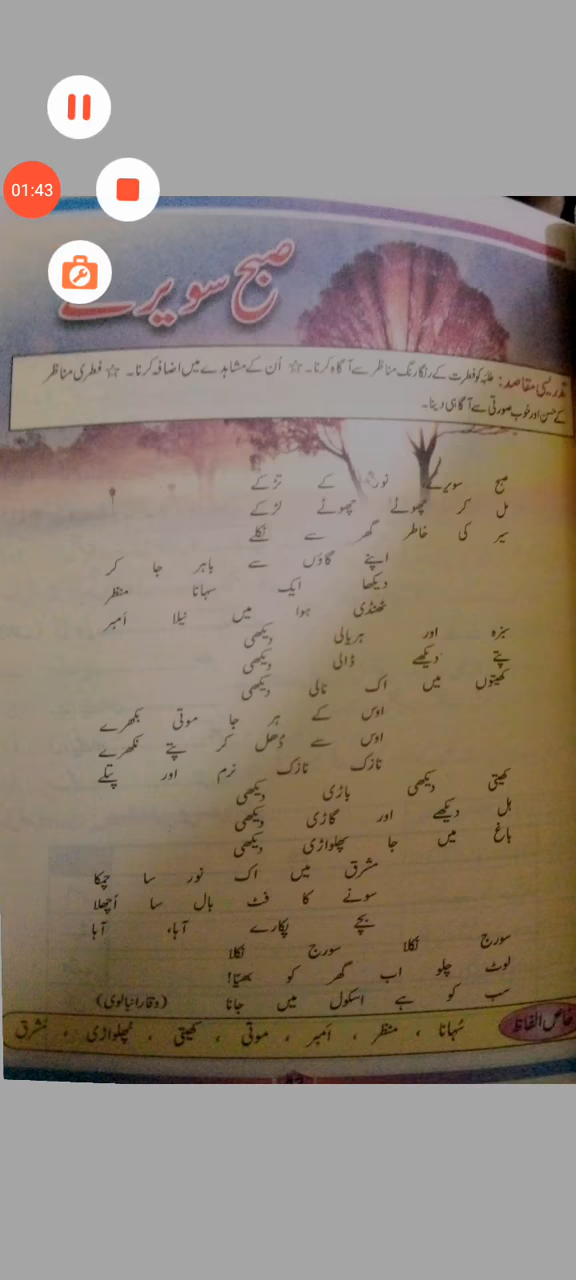 01:43
صبح سویرے
تدریسی مقاصد: طلبہ کو فطرت کے رنگارنگ مناظر سے آگاہ کرنا۔ ☆ اُن کے مشاہدے میں اضافہ کرنا۔ ☆ فطری مناظر
کے حسن اور خوب صورتی سے آگاہی دینا۔
صبح سویرے نور کے تڑکے
مل کر چھوٹے چھوٹے لڑکے
سیر کی خاطر گھر سے نکلے
اپنے گاؤں سے باہر جا کر
دیکھا ایک سہانا منظر
ٹھنڈی ہوا میں نیلا امبر
سبزہ اور ہریالی دیکھی
پتے دیکھے ڈالی دیکھی
کھیتوں میں اک نالی دیکھی
اوس کے ہر جا موتی بکھرے
اوس سے دُھل کر پتے نکھرے
نازک نازک نرم اور پتلے
کھیتی دیکھی باڑی دیکھی
ہل دیکھے اور گاڑی دیکھی
باغ میں جا پھلواڑی دیکھی
مشرق میں اک نور سا چمکا
سونے کا فٹ بال سا اُچھلا
بچے پکارے آہا، آہا
سورج نکلا سورج نکلا
لوٹ چلو اب گھر کو بھیّا!
سب کو ہے اسکول میں جانا (وقار انبالوی)
خاص الفاظ سُہانا ، منظر ، امبر ، موتی ، کھیتی ، پھلواڑی ، مشرق